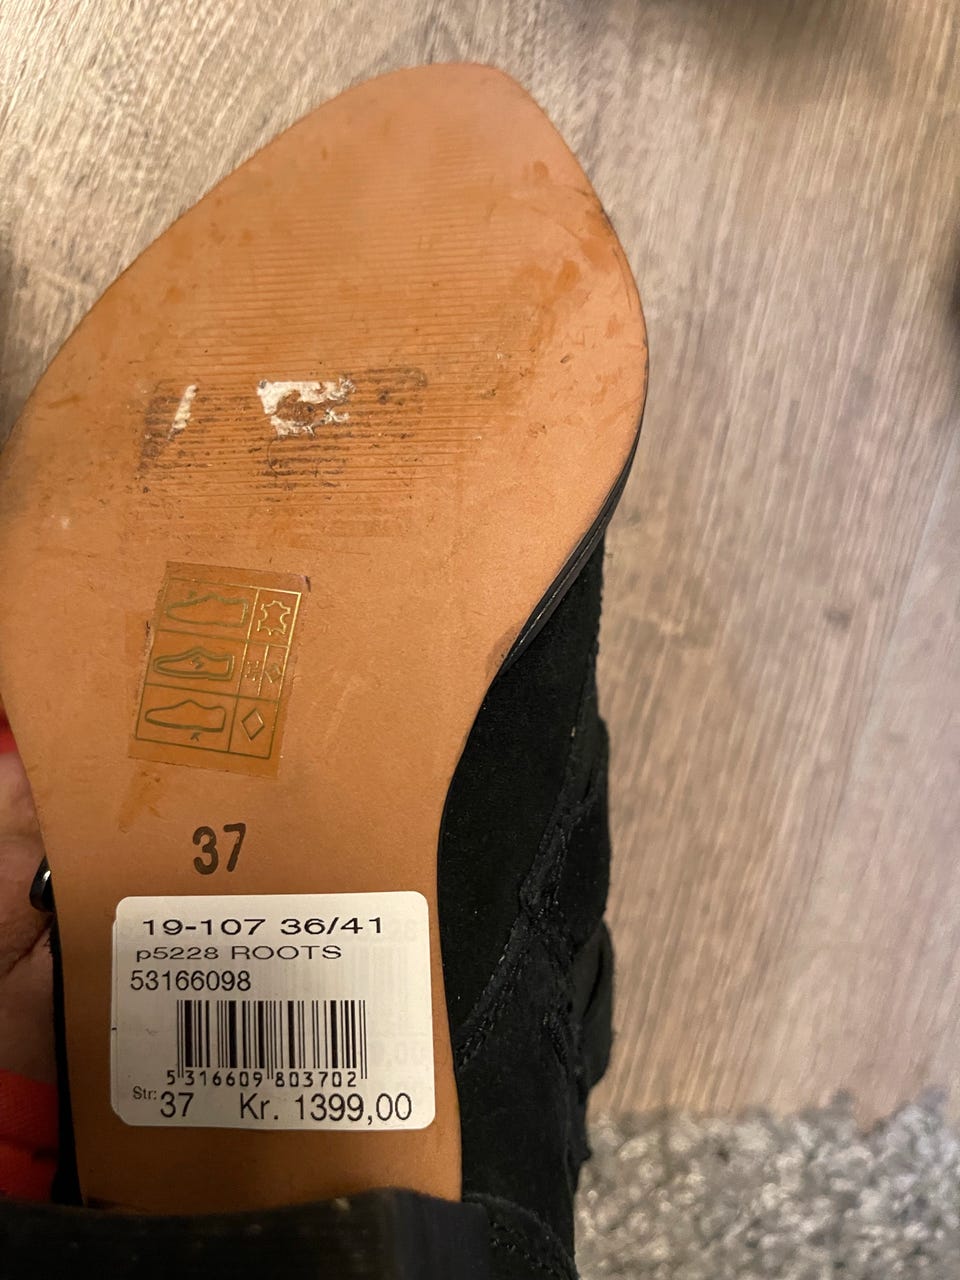 37
19-107 36/41
p5228 ROOTS
53166098
5 316609 803702
Str: 37 Kr. 1399,00